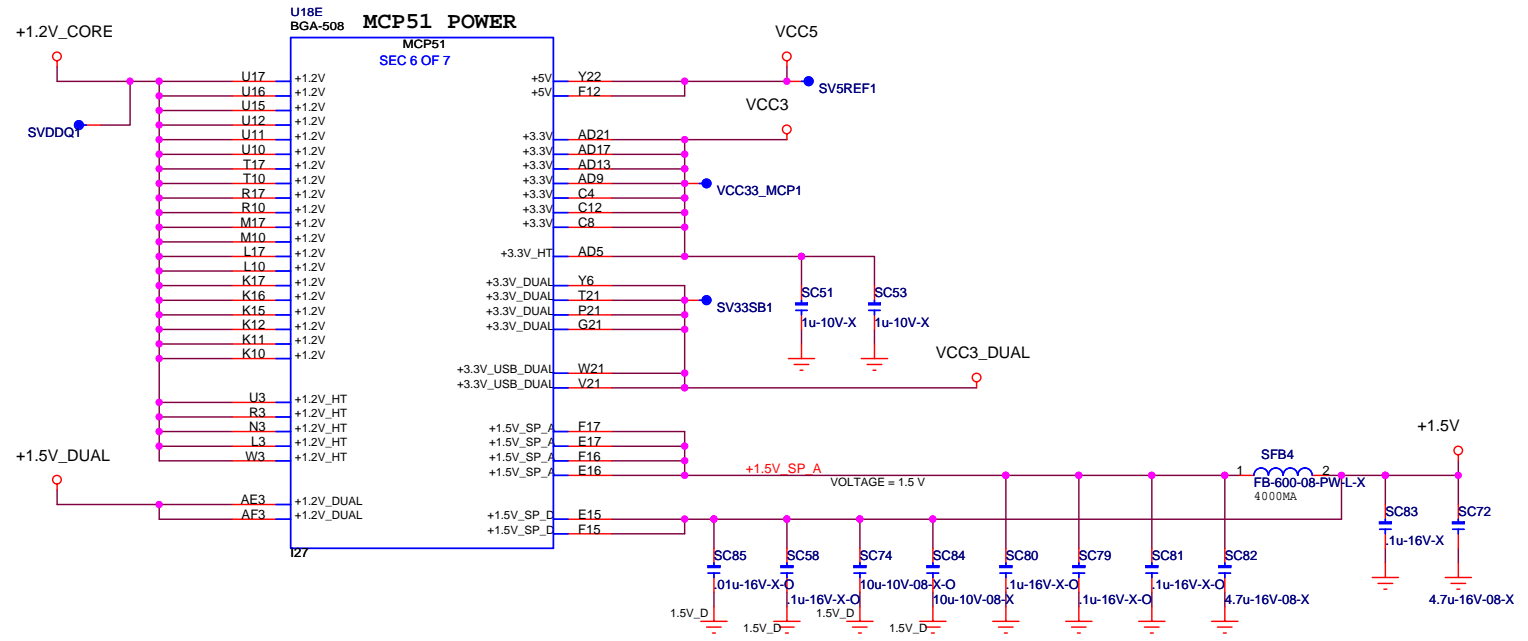 U18E
BGA-508
MCP51 POWER
MCP51
SEC 6 OF 7
+1.2V_CORE
SVDDQ1
U17 +1.2V
U16 +1.2V
U15 +1.2V
U12 +1.2V
U11 +1.2V
U10 +1.2V
T17 +1.2V
T10 +1.2V
R17 +1.2V
R10 +1.2V
M17 +1.2V
M10 +1.2V
L17 +1.2V
L10 +1.2V
K17 +1.2V
K16 +1.2V
K15 +1.2V
K12 +1.2V
K11 +1.2V
K10 +1.2V
U3 +1.2V_HT
R3 +1.2V_HT
N3 +1.2V_HT
L3 +1.2V_HT
W3 +1.2V_HT
+1.5V_DUAL
AE3 +1.2V_DUAL
AF3 +1.2V_DUAL
I27
VCC5
+5V Y22
+5V F12
SV5REF1
VCC3
+3.3V AD21
+3.3V AD17
+3.3V AD13
+3.3V AD9
+3.3V C4
+3.3V C12
+3.3V C8
VCC33_MCP1
+3.3V_HT AD5
+3.3V_DUAL Y6
+3.3V_DUAL T21
+3.3V_DUAL P21
+3.3V_DUAL G21
SV33SB1
SC51
1u-10V-X
SC53
1u-10V-X
+3.3V_USB_DUAL W21
+3.3V_USB_DUAL V21
VCC3_DUAL
+1.5V_SP_A F17
+1.5V_SP_A E17
+1.5V_SP_A F16
+1.5V_SP_A E16
+1.5V_SP_A
VOLTAGE = 1.5 V
+1.5V_SP_D E15
+1.5V_SP_D F15
SFB4
1 2
FB-600-08-PW-L-X
4000MA
+1.5V
SC83
.1u-16V-X
SC72
4.7u-16V-08-X
SC85
.01u-16V-X-O
1.5V_D
SC58
.1u-16V-X-O
1.5V_D
SC74
10u-10V-08-X-O
1.5V_D
SC84
10u-10V-08-X
1.5V_D
SC80
.1u-16V-X-O
SC79
.1u-16V-X-O
SC81
.1u-16V-X-O
SC82
4.7u-16V-08-X